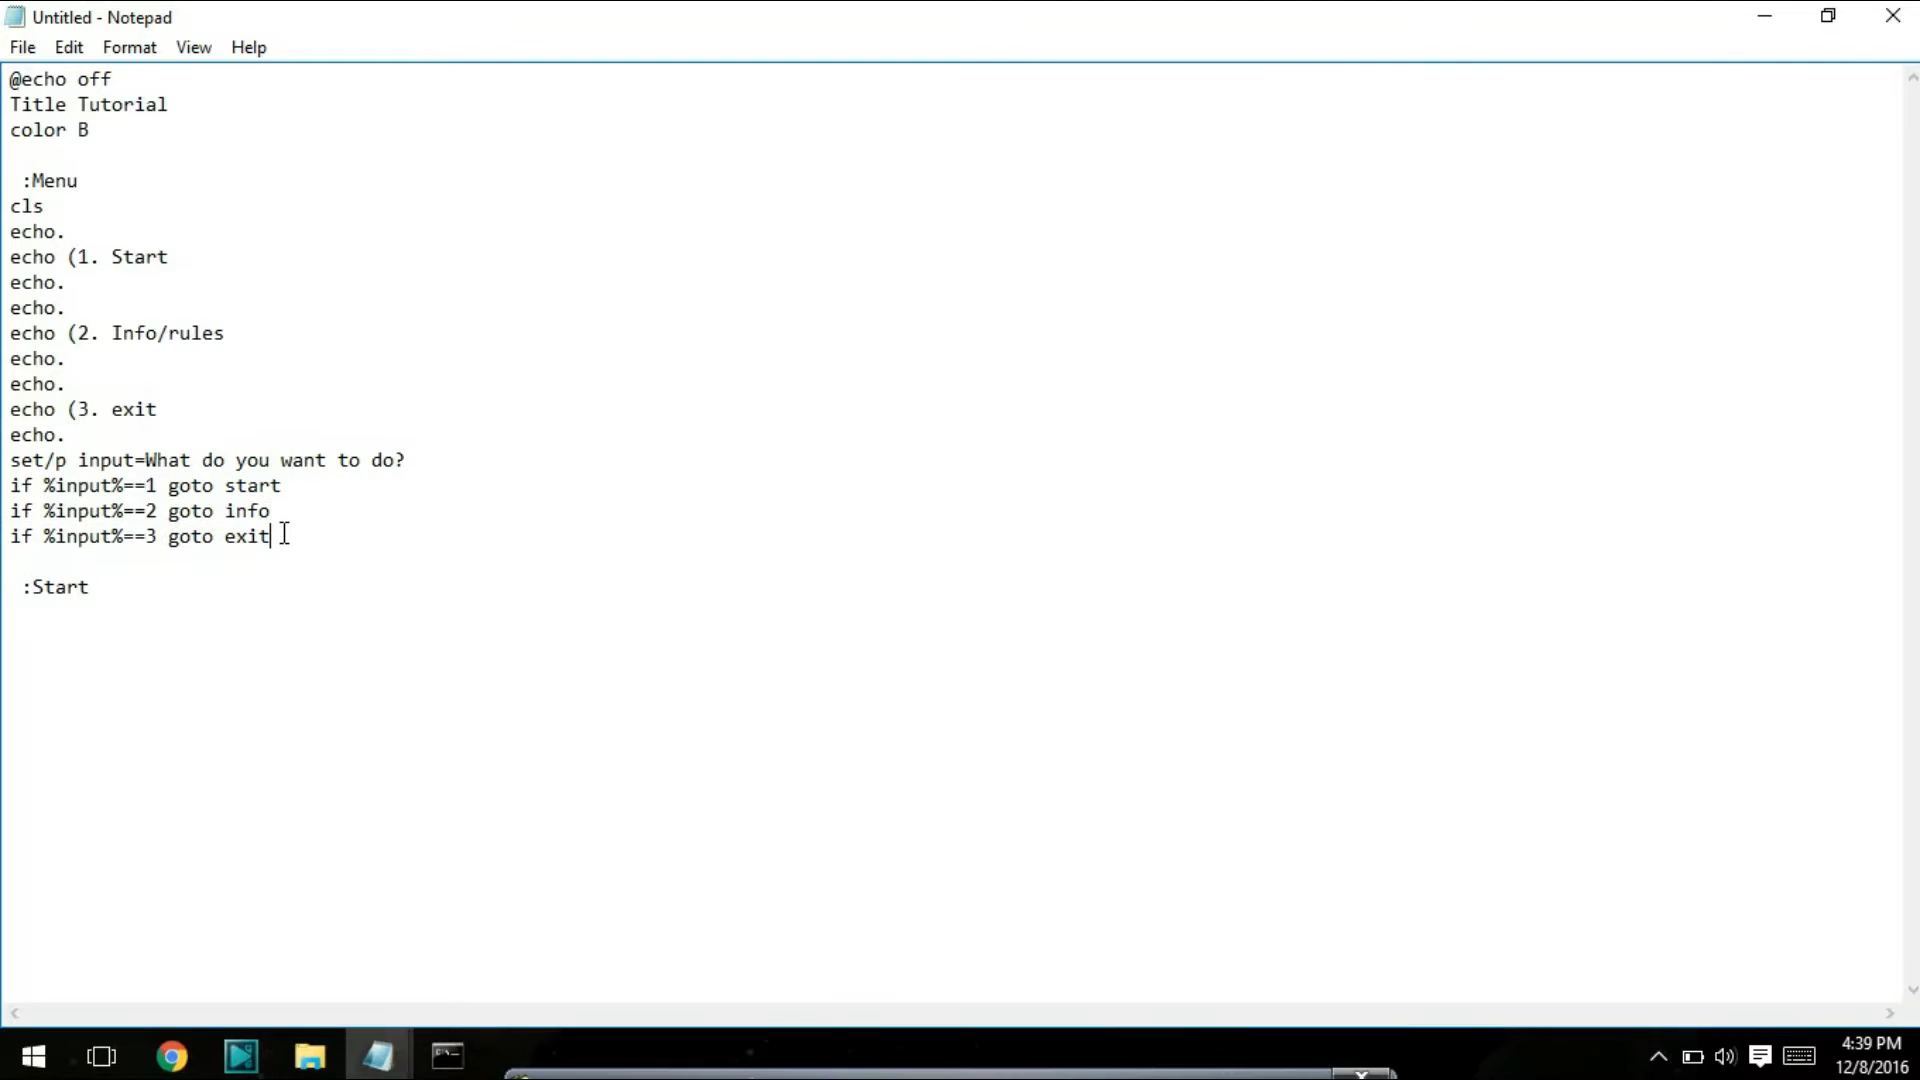 Untitled - Notepad
File Edit Format View Help
@echo off
Title Tutorial
color B
:Menu
cls
echo.
echo (1. Start
echo.
echo.
echo (2. Info/rules
echo.
echo.
echo (3. exit
echo.
set/p input=What do you want to do?
if %input%==1 goto start
if %input%==2 goto info
if %input%==3 goto exit
:Start
4:39 PM
12/8/2016